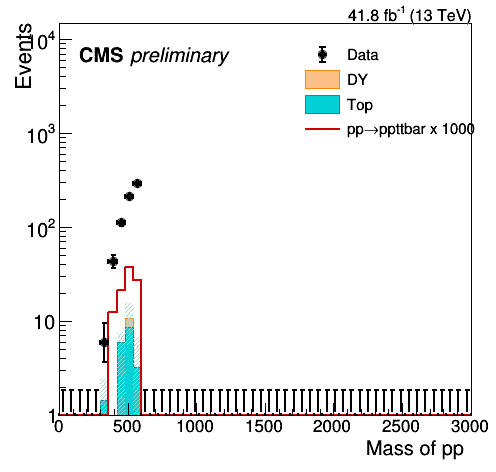 41.8 fb⁻¹ (13 TeV)
Events
CMS preliminary
Data
DY
Top
pp→ppttbar x 1000
10⁴
10³
10²
10
1
0 500 1000 1500 2000 2500 3000
Mass of pp